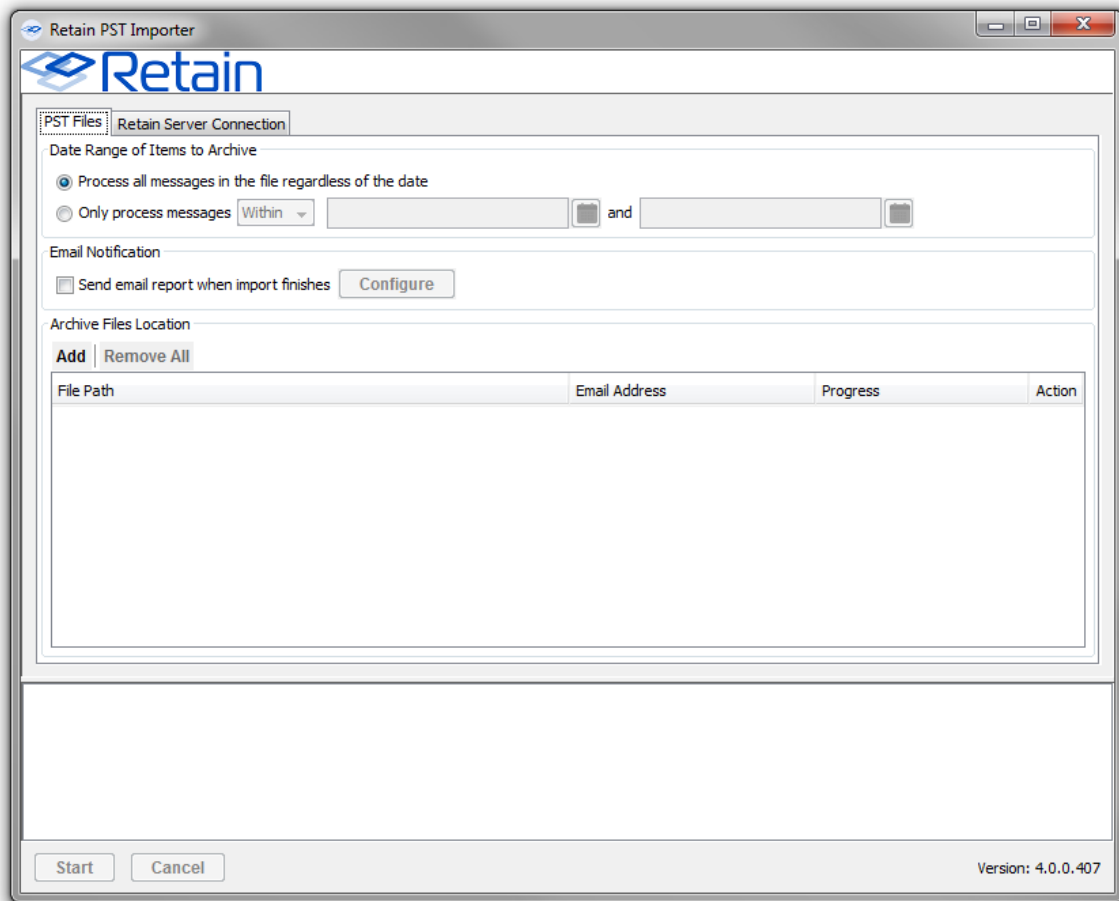 Retain PST Importer
Retain
PST Files Retain Server Connection
Date Range of Items to Archive
Process all messages in the file regardless of the date
Only process messages Within and
Email Notification
Send email report when import finishes Configure
Archive Files Location
Add Remove All
File Path Email Address Progress Action
Start Cancel Version: 4.0.0.407